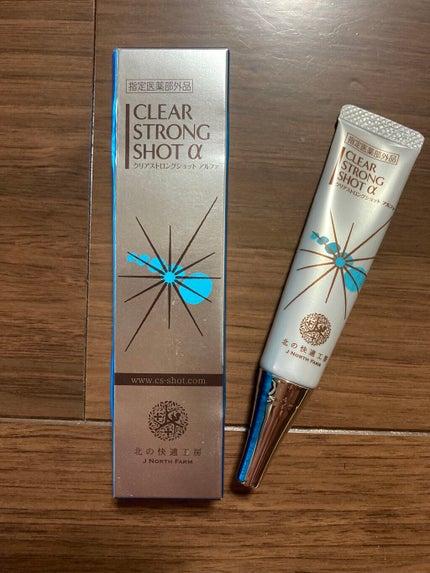 指定医薬部外品
CLEAR
STRONG
SHOT α
クリアストロングショット アルファ
www.cs-shot.com
北の快適工房
J NORTH FARM
指定医薬部外品
CLEAR
STRONG
SHOT α
クリアストロングショット アルファ
北の快適工房
J NORTH FARM